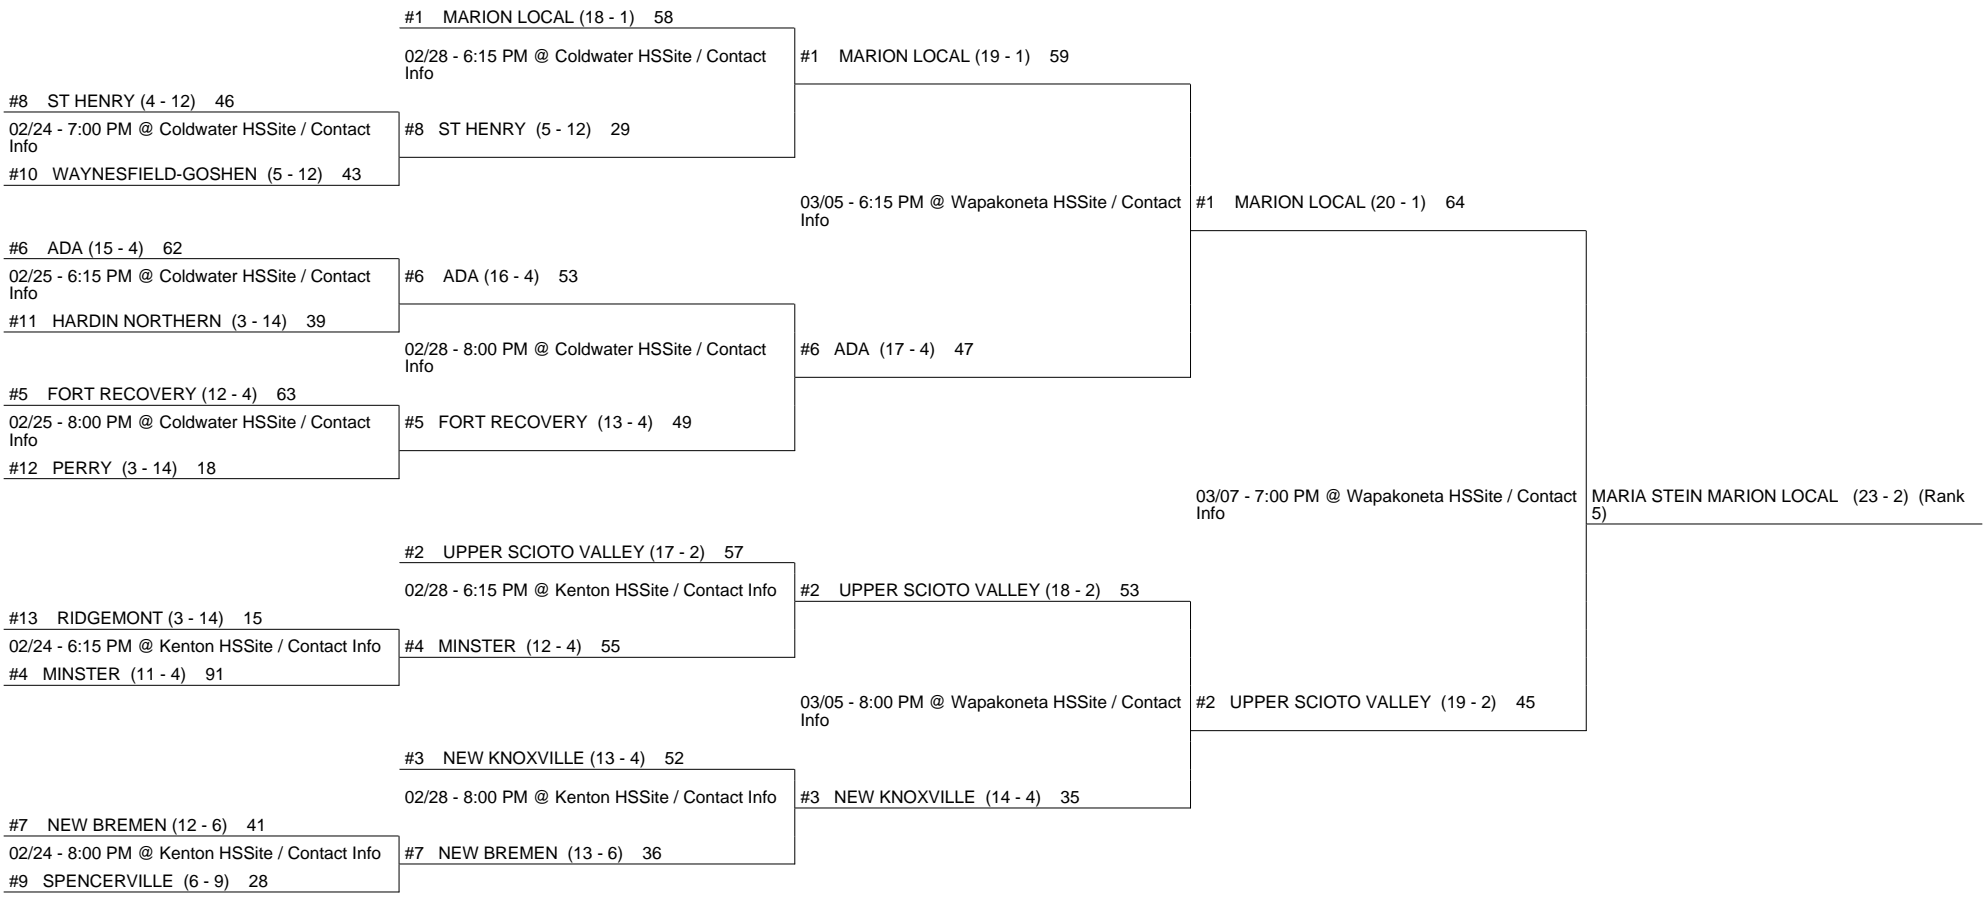 #1 MARION LOCAL (18 - 1) 58
02/28 - 6:15 PM @ Coldwater HSSite / Contact
Info
#1 MARION LOCAL (19 - 1) 59
#8 ST HENRY (4 - 12) 46
02/24 - 7:00 PM @ Coldwater HSSite / Contact
Info
#8 ST HENRY (5 - 12) 29
#10 WAYNESFIELD-GOSHEN (5 - 12) 43
03/05 - 6:15 PM @ Wapakoneta HSSite / Contact
Info
#1 MARION LOCAL (20 - 1) 64
#6 ADA (15 - 4) 62
02/25 - 6:15 PM @ Coldwater HSSite / Contact
Info
#6 ADA (16 - 4) 53
#11 HARDIN NORTHERN (3 - 14) 39
02/28 - 8:00 PM @ Coldwater HSSite / Contact
Info
#6 ADA (17 - 4) 47
#5 FORT RECOVERY (12 - 4) 63
02/25 - 8:00 PM @ Coldwater HSSite / Contact
Info
#5 FORT RECOVERY (13 - 4) 49
#12 PERRY (3 - 14) 18
03/07 - 7:00 PM @ Wapakoneta HSSite / Contact
Info
MARIA STEIN MARION LOCAL (23 - 2) (Rank
5)
#2 UPPER SCIOTO VALLEY (17 - 2) 57
02/28 - 6:15 PM @ Kenton HSSite / Contact Info
#2 UPPER SCIOTO VALLEY (18 - 2) 53
#13 RIDGEMONT (3 - 14) 15
02/24 - 6:15 PM @ Kenton HSSite / Contact Info
#4 MINSTER (12 - 4) 55
#4 MINSTER (11 - 4) 91
03/05 - 8:00 PM @ Wapakoneta HSSite / Contact
Info
#2 UPPER SCIOTO VALLEY (19 - 2) 45
#3 NEW KNOXVILLE (13 - 4) 52
02/28 - 8:00 PM @ Kenton HSSite / Contact Info
#3 NEW KNOXVILLE (14 - 4) 35
#7 NEW BREMEN (12 - 6) 41
02/24 - 8:00 PM @ Kenton HSSite / Contact Info
#7 NEW BREMEN (13 - 6) 36
#9 SPENCERVILLE (6 - 9) 28